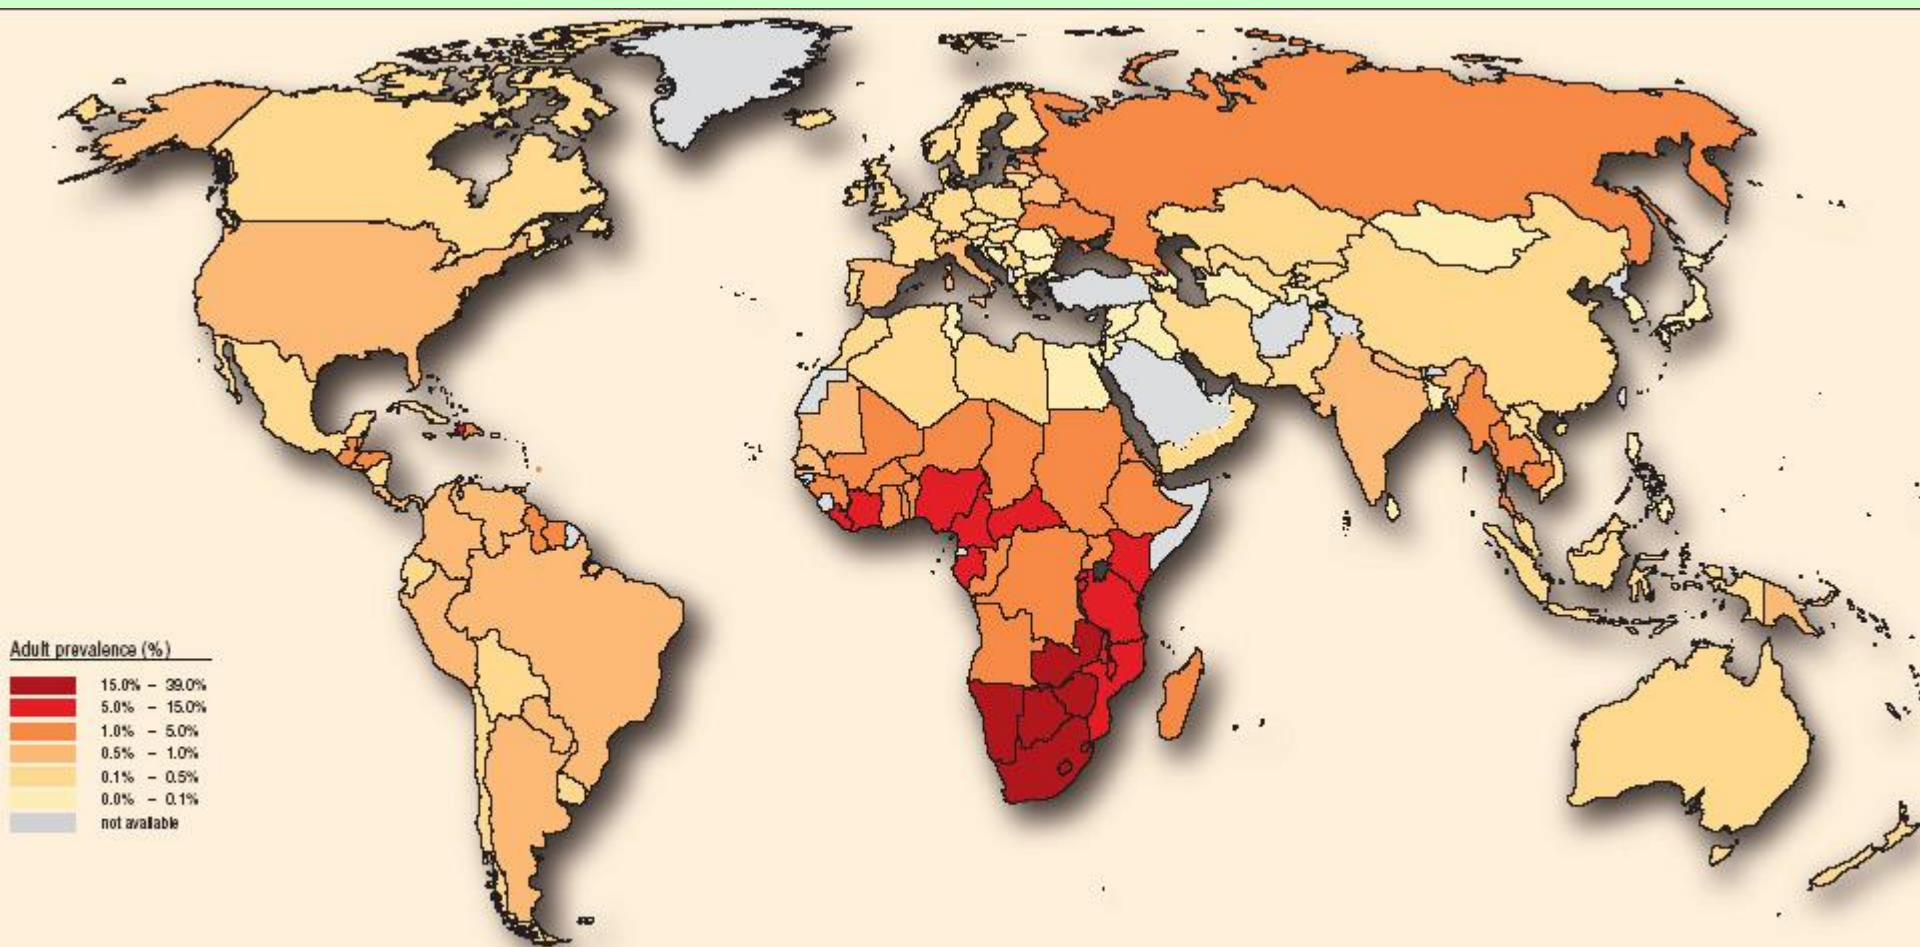 Adult prevalence (%)
15.0% – 39.0%
5.0% – 15.0%
1.0% – 5.0%
0.5% – 1.0%
0.1% – 0.5%
0.0% – 0.1%
not available